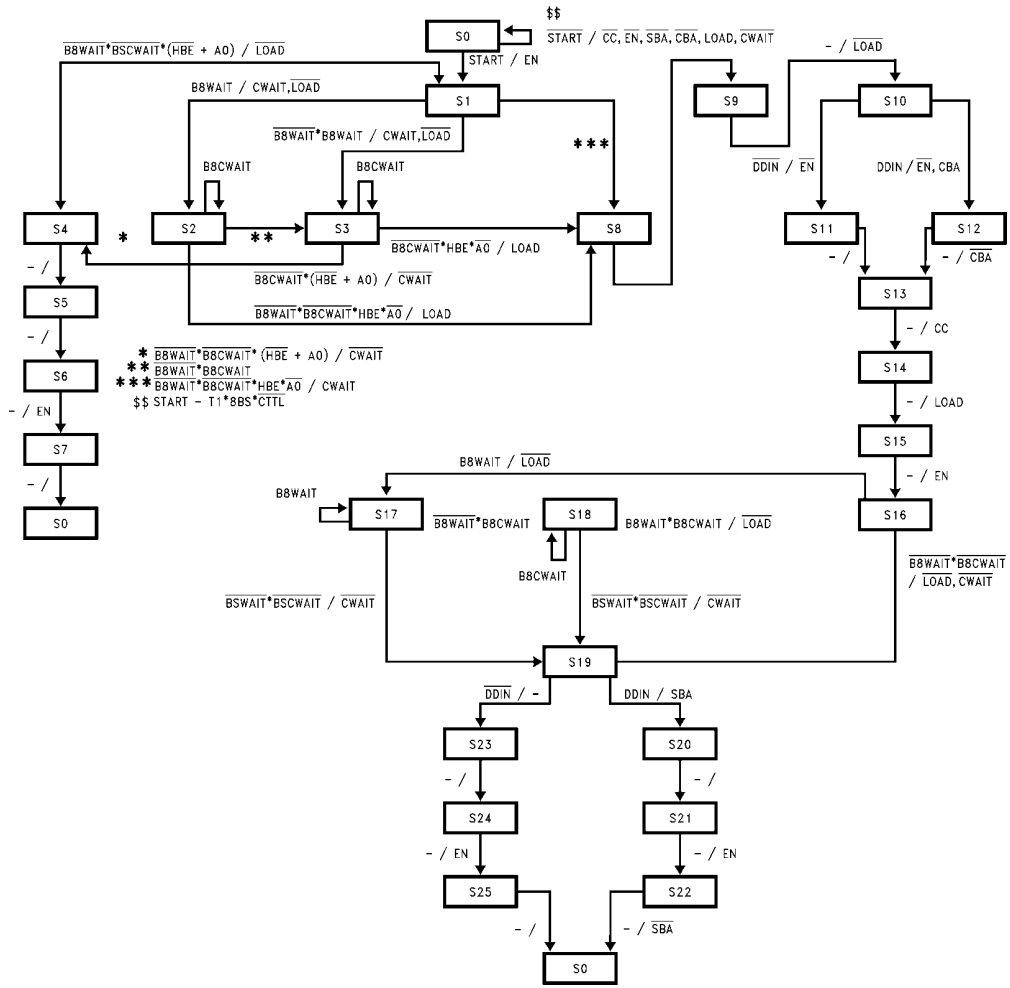 $$
S0
START / CC, EN, SBA, CBA, LOAD, CWAIT
B8WAIT*BSCWAIT*(HBE + A0) / LOAD
START / EN
- / LOAD
B8WAIT / CWAIT,LOAD
S1
S9
S10
B8WAIT*B8WAIT / CWAIT,LOAD
***
B8CWAIT
B8CWAIT
DDIN / EN
DDIN / EN, CBA
S4
*
S2
**
S3
S8
S11
S12
B8CWAIT*HBE*A0 / LOAD
- /
B8CWAIT*(HBE + A0) / CWAIT
- /
- / CBA
S5
S13
B8WAIT*B8CWAIT*HBE*A0 / LOAD
- /
- / CC
* B8WAIT*B8CWAIT*(HBE + A0) / CWAIT
** B8WAIT*B8CWAIT
*** B8WAIT*B8CWAIT*HBE*A0 / CWAIT
$$ START - T1*8BS*CTTL
S6
S14
- / EN
- / LOAD
S7
S15
- /
B8WAIT / LOAD
- / EN
B8WAIT
S0
S17
B8WAIT*B8CWAIT
S18
B8WAIT*B8CWAIT / LOAD
S16
B8CWAIT
B8WAIT*B8CWAIT
/ LOAD, CWAIT
BSWAIT*BSCWAIT / CWAIT
BSWAIT*BSCWAIT / CWAIT
S19
DDIN / -
DDIN / SBA
S23
S20
- /
- /
S24
S21
- / EN
- / EN
S25
S22
- /
- / SBA
S0